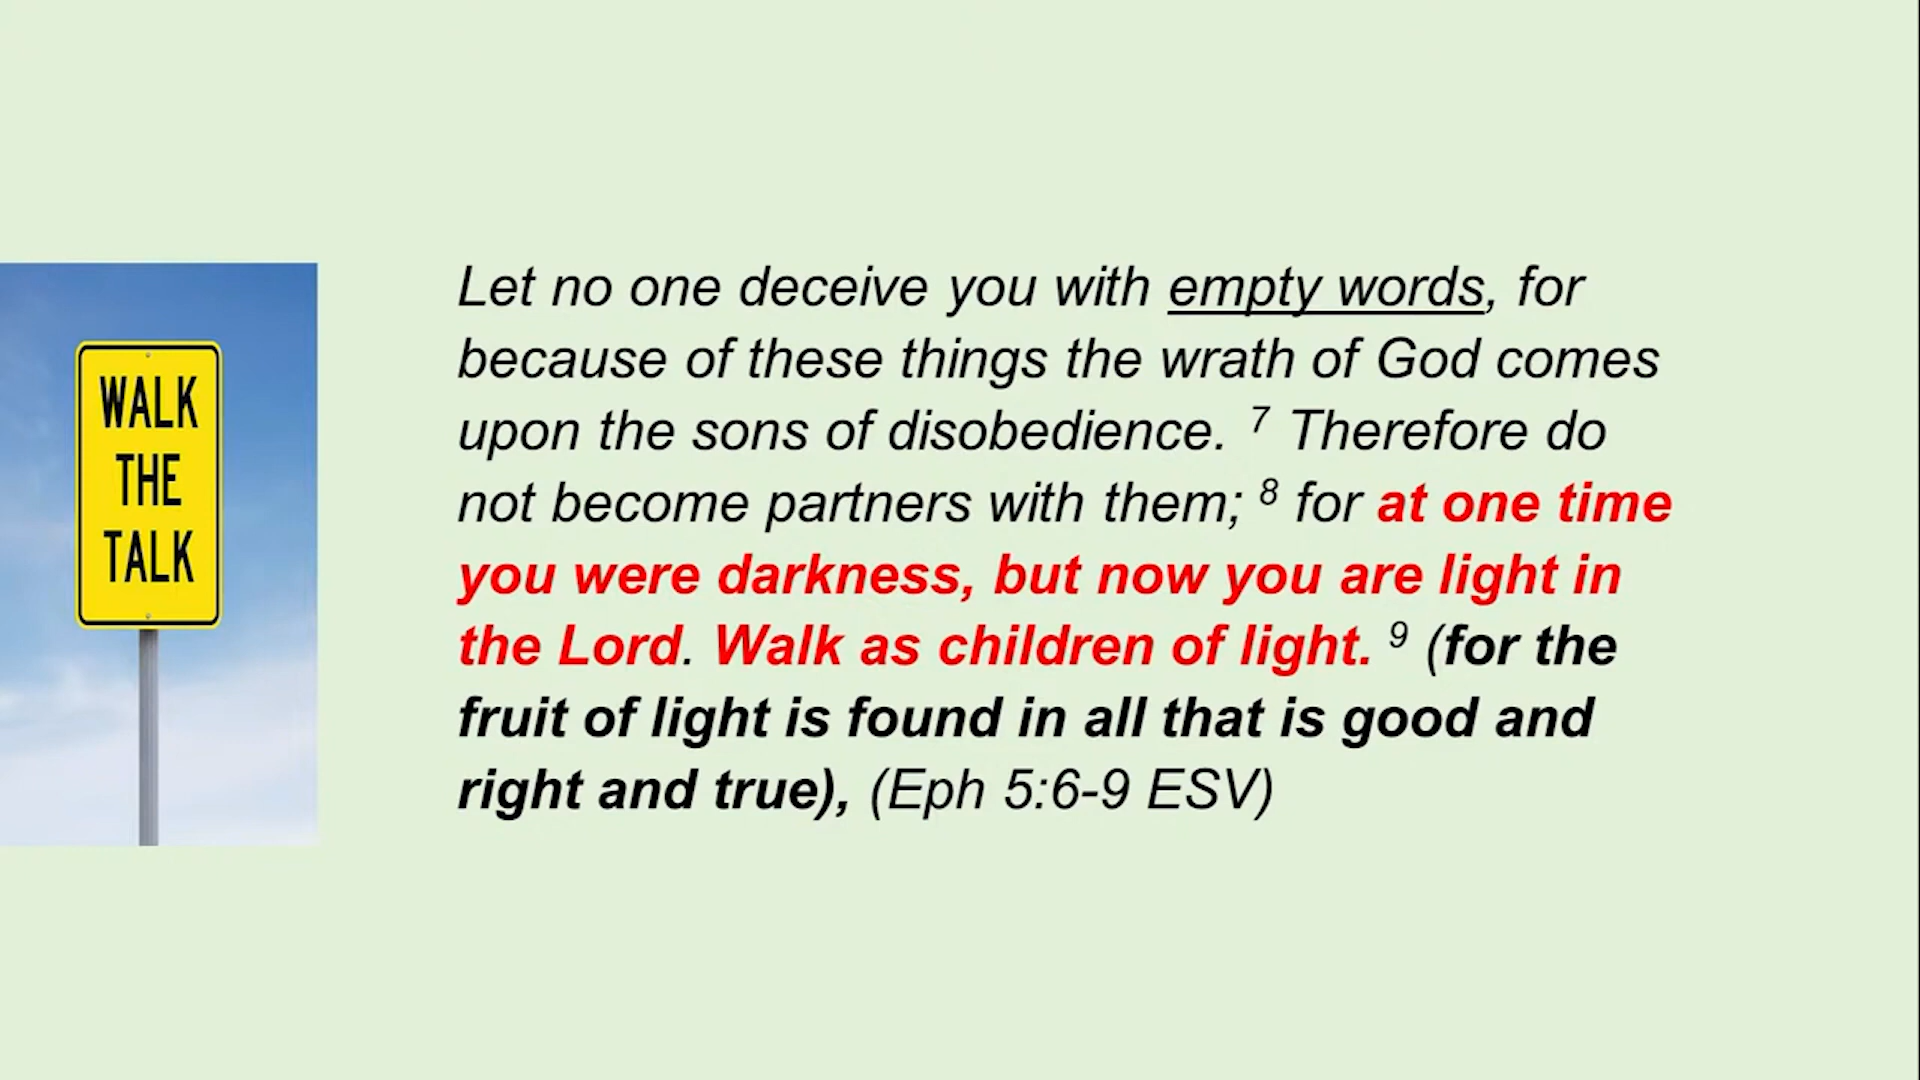 WALK
THE
TALK
Let no one deceive you with empty words, for
because of these things the wrath of God comes
upon the sons of disobedience. 7 Therefore do
not become partners with them; 8 for at one time
you were darkness, but now you are light in
the Lord. Walk as children of light. 9 (for the
fruit of light is found in all that is good and
right and true), (Eph 5:6-9 ESV)